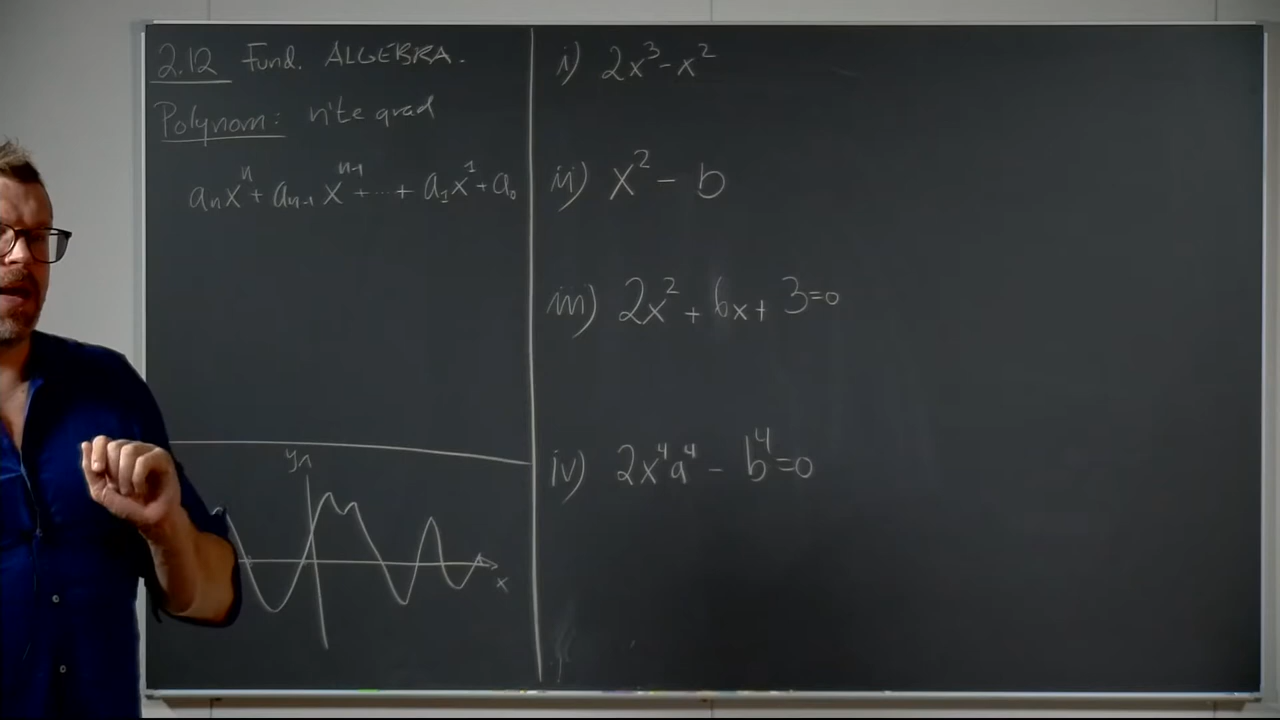 2.12 Fund. ALGEBRA.
Polynom: n'te grad
aₙxⁿ + aₙ₋₁xⁿ⁻¹ + ... + a₁x¹ + a₀
y
x
i) 2x³ - x²
ii) x² - b
iii) 2x² + 6x + 3 = 0
iv) 2x⁴a⁴ - b⁴ = 0